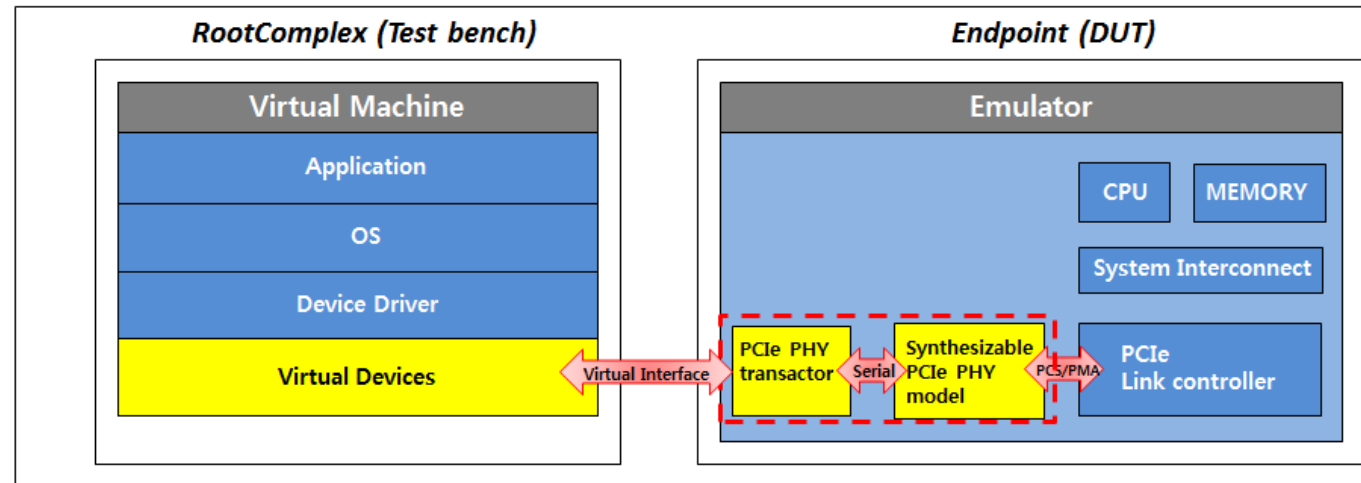 RootComplex (Test bench)
Endpoint (DUT)
Virtual Machine
Application
OS
Device Driver
Virtual Devices
Virtual Interface
Emulator
CPU
MEMORY
System Interconnect
PCIe PHY
transactor
Serial
Synthesizable
PCIe PHY
model
PCS/PMA
PCIe
Link controller